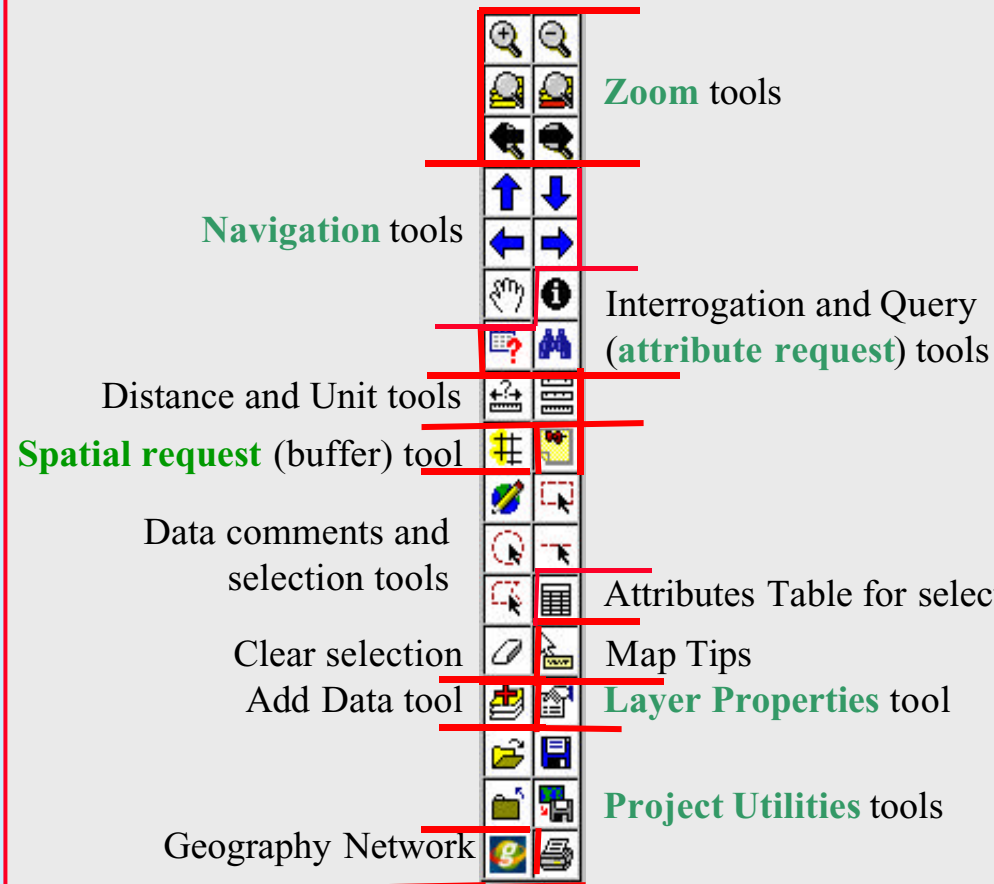 Zoom tools
Navigation tools
Interrogation and Query
(attribute request) tools
Distance and Unit tools
Spatial request (buffer) tool
Data comments and
selection tools
Attributes Table for selec
Clear selection
Map Tips
Add Data tool
Layer Properties tool
Project Utilities tools
Geography Network